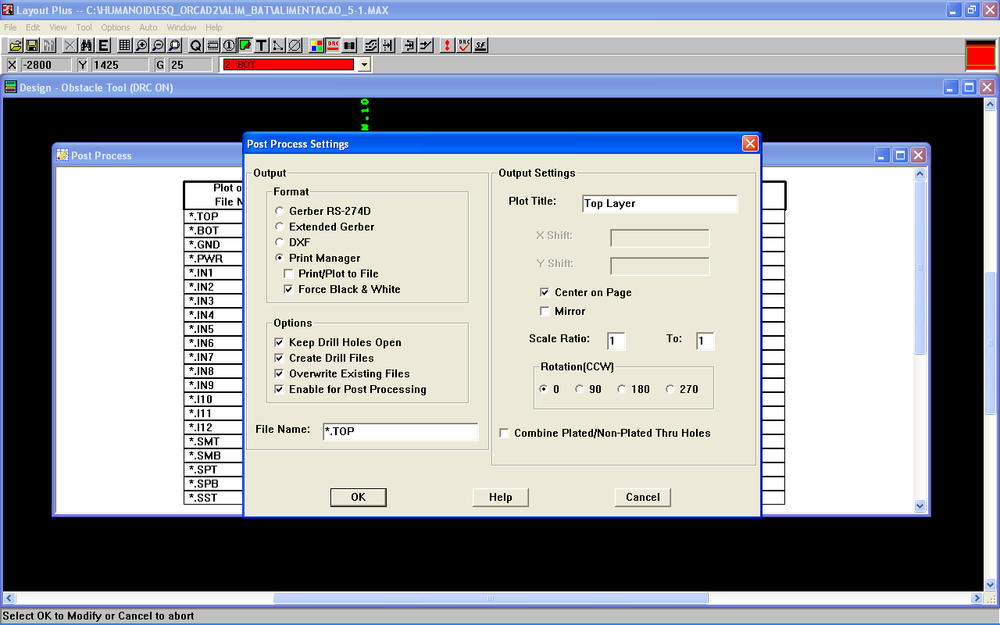 Layout Plus -- C:\HUMANOID\ESQ_ORCAD2\ALIM_BAT\ALIMENTACAO_5-1.MAX
File Edit View Tool Options Auto Window Help
X -2800 Y 1425 G 25 2 BOT
Design - Obstacle Tool (DRC ON)
Post Process
Plot o
File N
*.TOP
*.BOT
*.GND
*.PWR
*.IN1
*.IN2
*.IN3
*.IN4
*.IN5
*.IN6
*.IN7
*.IN8
*.IN9
*.I10
*.I11
*.I12
*.SMT
*.SMB
*.SPT
*.SPB
*.SST
Post Process Settings
Output
Format
Gerber RS-274D
Extended Gerber
DXF
Print Manager
Print/Plot to File
Force Black & White
Options
Keep Drill Holes Open
Create Drill Files
Overwrite Existing Files
Enable for Post Processing
File Name: *.TOP
Output Settings
Plot Title: Top Layer
X Shift:
Y Shift:
Center on Page
Mirror
Scale Ratio: 1 To: 1
Rotation(CCW)
0 90 180 270
Combine Plated/Non-Plated Thru Holes
OK Help Cancel
Select OK to Modify or Cancel to abort